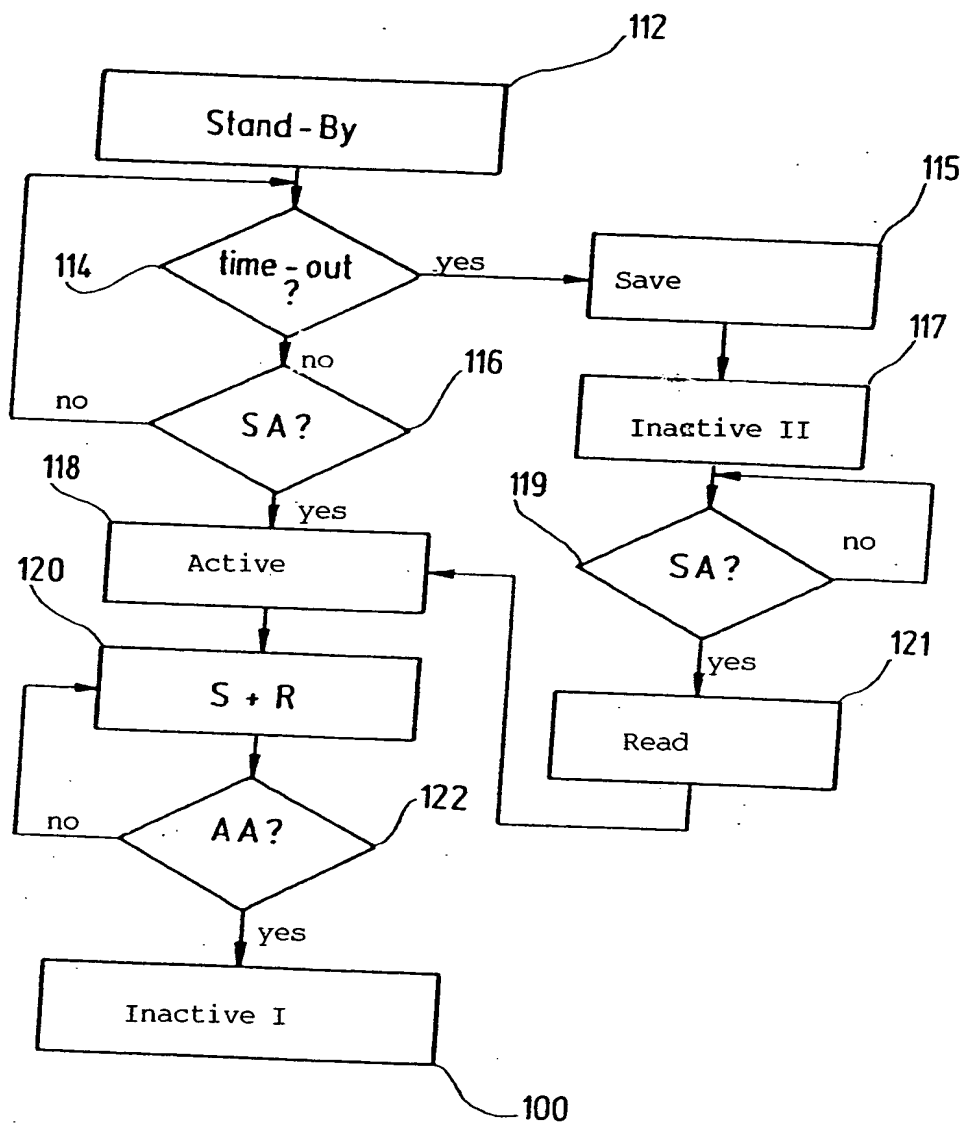 112
Stand-By
115
114
time-out
?
yes
Save
no
117
116
no
SA?
Inactive II
118
yes
119
Active
SA?
no
120
yes
121
S + R
Read
122
no
AA?
yes
Inactive I
100